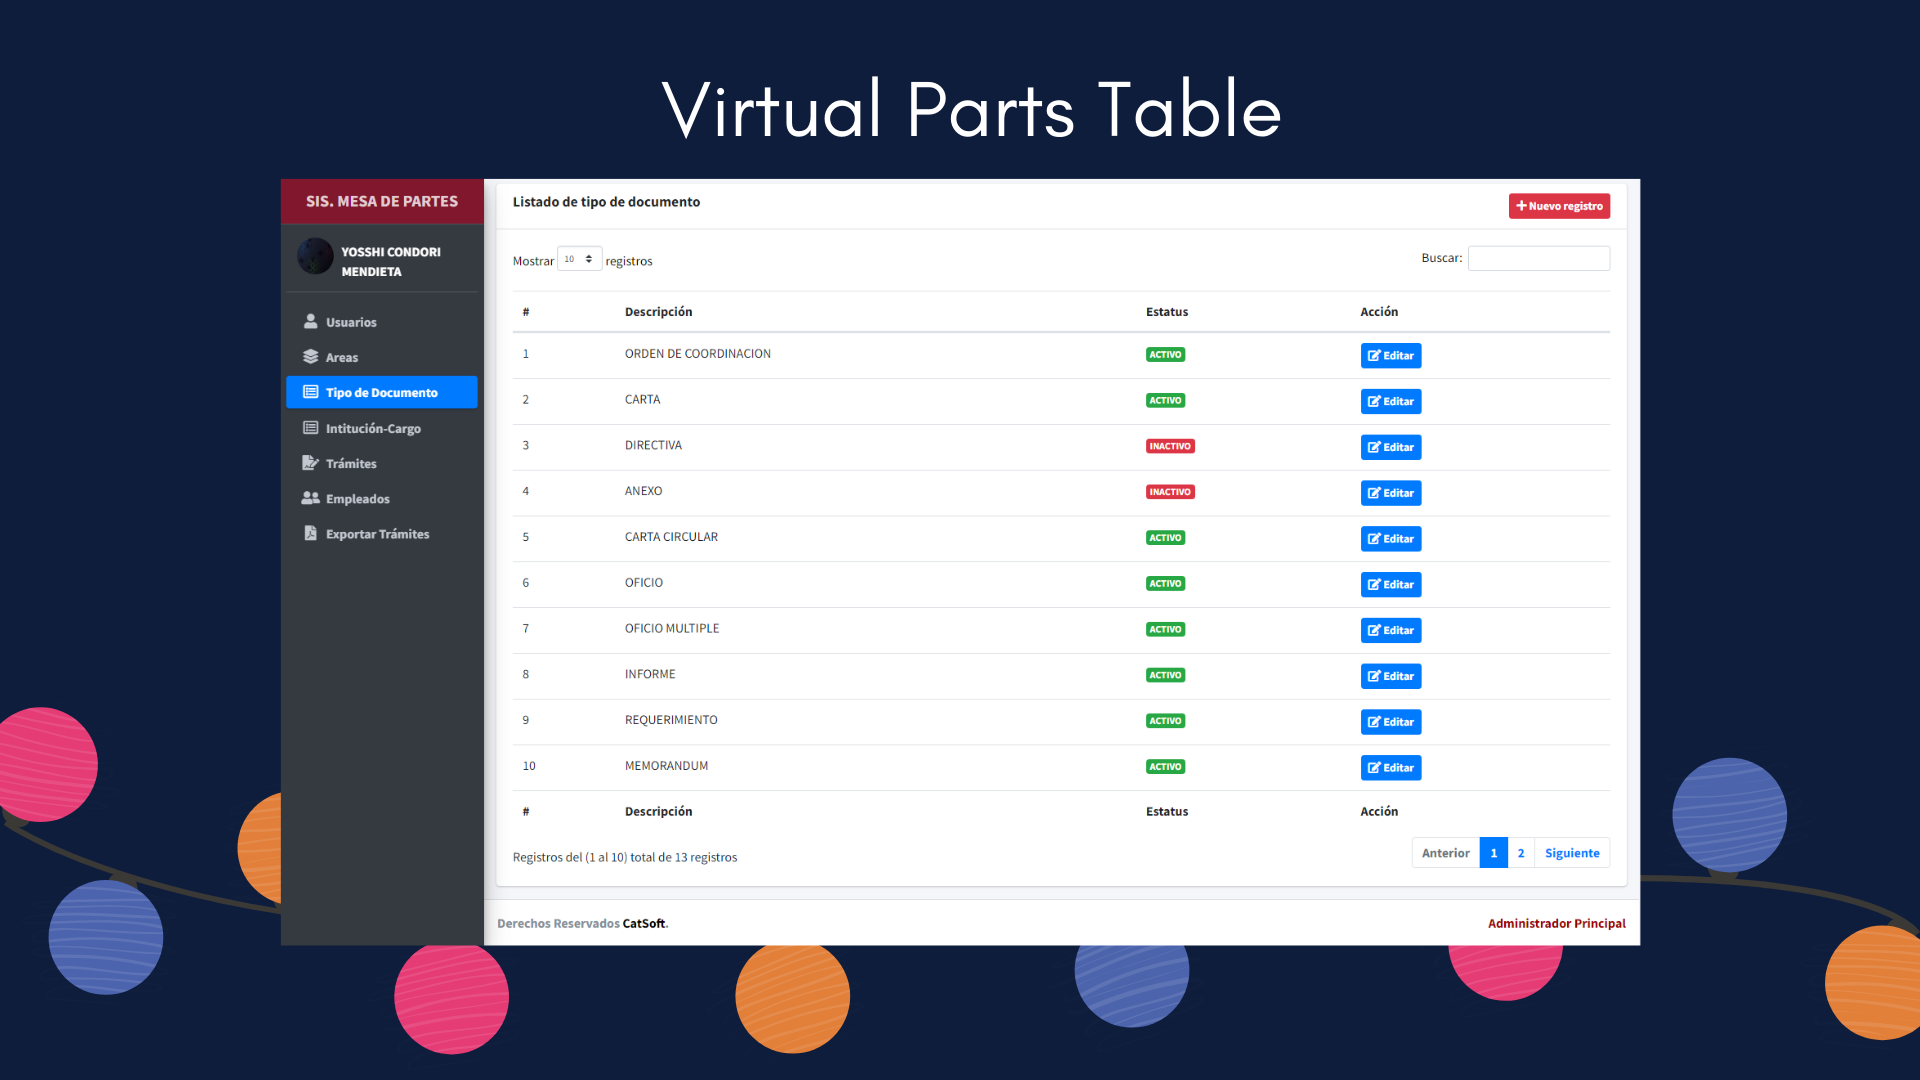 Virtual Parts Table
SIS. MESA DE PARTES
YOSSHI CONDORI
MENDIETA
Usuarios
Areas
Tipo de Documento
Intitución-Cargo
Trámites
Empleados
Exportar Trámites
Listado de tipo de documento
Nuevo registro
Mostrar 10 registros
Buscar:
# Descripción Estatus Acción
1 ORDEN DE COORDINACION ACTIVO Editar
2 CARTA ACTIVO Editar
3 DIRECTIVA INACTIVO Editar
4 ANEXO INACTIVO Editar
5 CARTA CIRCULAR ACTIVO Editar
6 OFICIO ACTIVO Editar
7 OFICIO MULTIPLE ACTIVO Editar
8 INFORME ACTIVO Editar
9 REQUERIMIENTO ACTIVO Editar
10 MEMORANDUM ACTIVO Editar
# Descripción Estatus Acción
Registros del (1 al 10) total de 13 registros
Anterior 1 2 Siguiente
Derechos Reservados CatSoft.
Administrador Principal